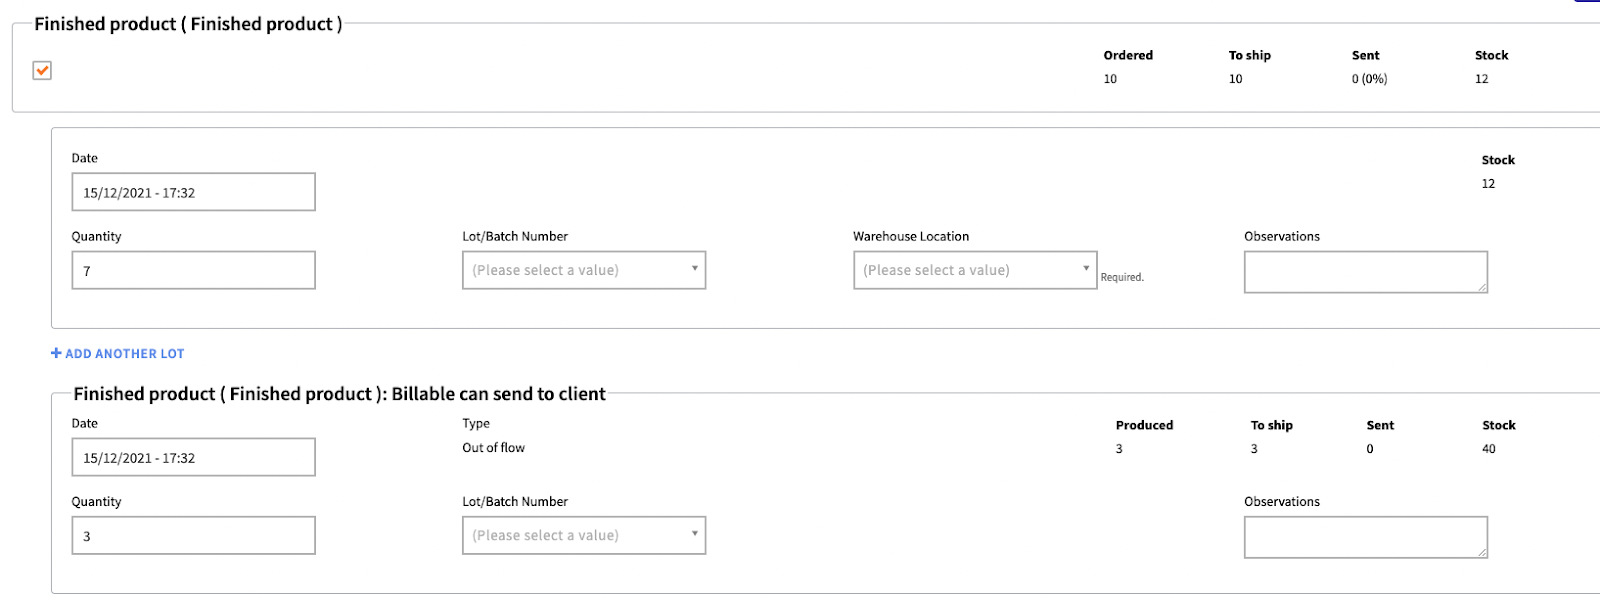 Finished product ( Finished product )
Ordered To ship Sent Stock
10 10 0 (0%) 12
Date Stock
15/12/2021 - 17:32 12
Quantity Lot/Batch Number Warehouse Location Observations
7 (Please select a value) (Please select a value) Required.
+ ADD ANOTHER LOT
Finished product ( Finished product ): Billable can send to client
Date Type Produced To ship Sent Stock
Out of flow 3 3 0 40
15/12/2021 - 17:32
Quantity Lot/Batch Number Observations
3 (Please select a value)